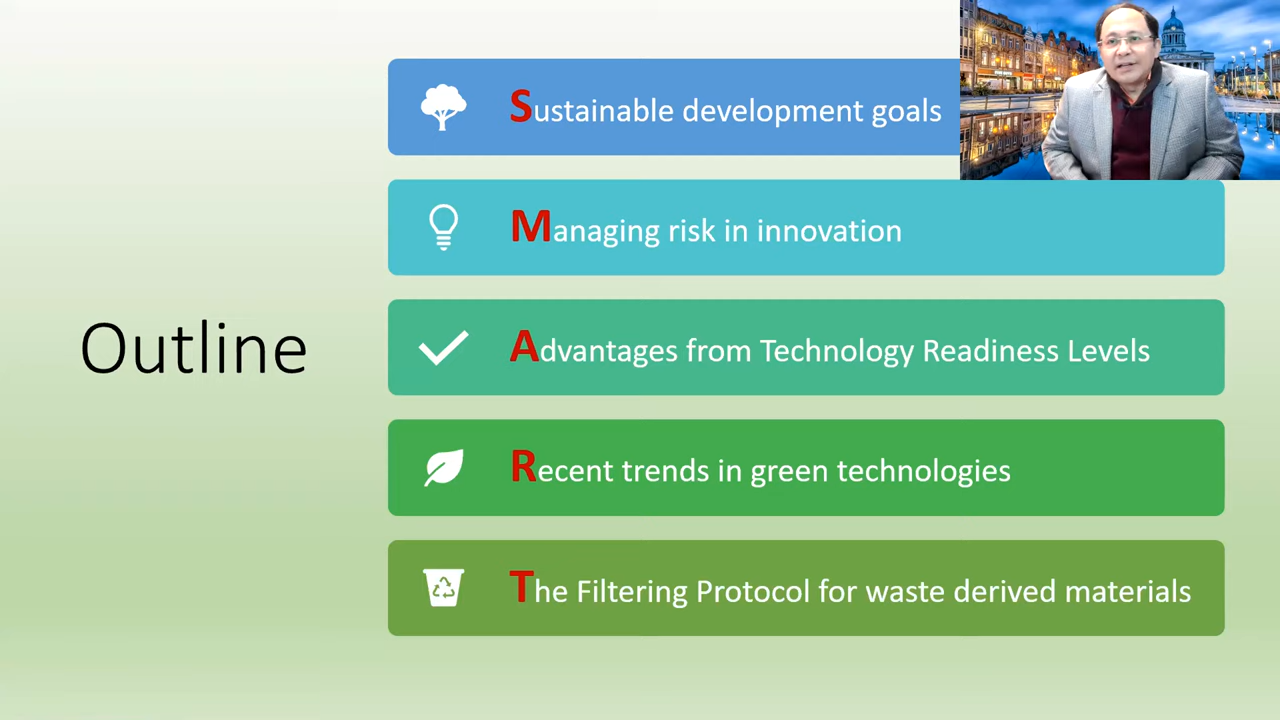 Outline
Sustainable development goals
Managing risk in innovation
Advantages from Technology Readiness Levels
Recent trends in green technologies
The Filtering Protocol for waste derived materials